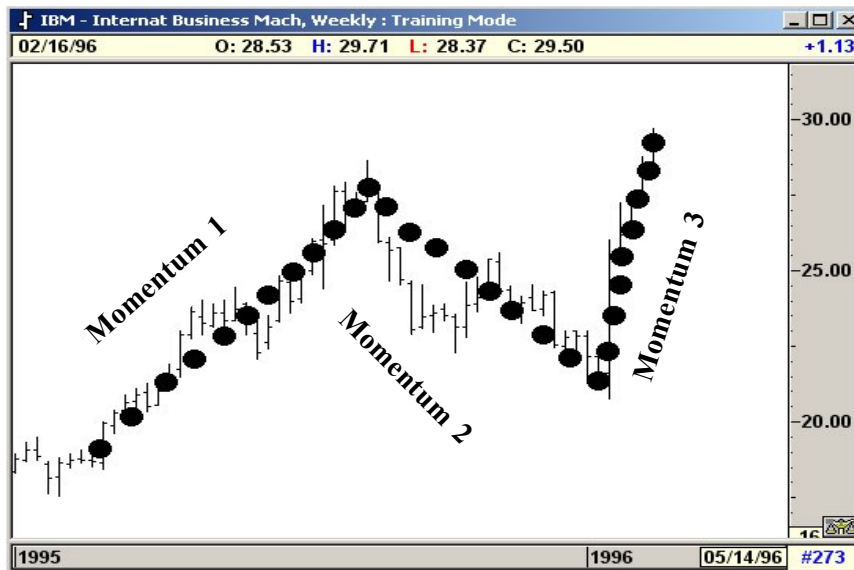 IBM - Internat Business Mach, Weekly : Training Mode
02/16/96 O: 28.53 H: 29.71 L: 28.37 C: 29.50 +1.13
30.00
Momentum 1
Momentum 3
25.00
Momentum 2
20.00
16
1995 1996 05/14/96 #273